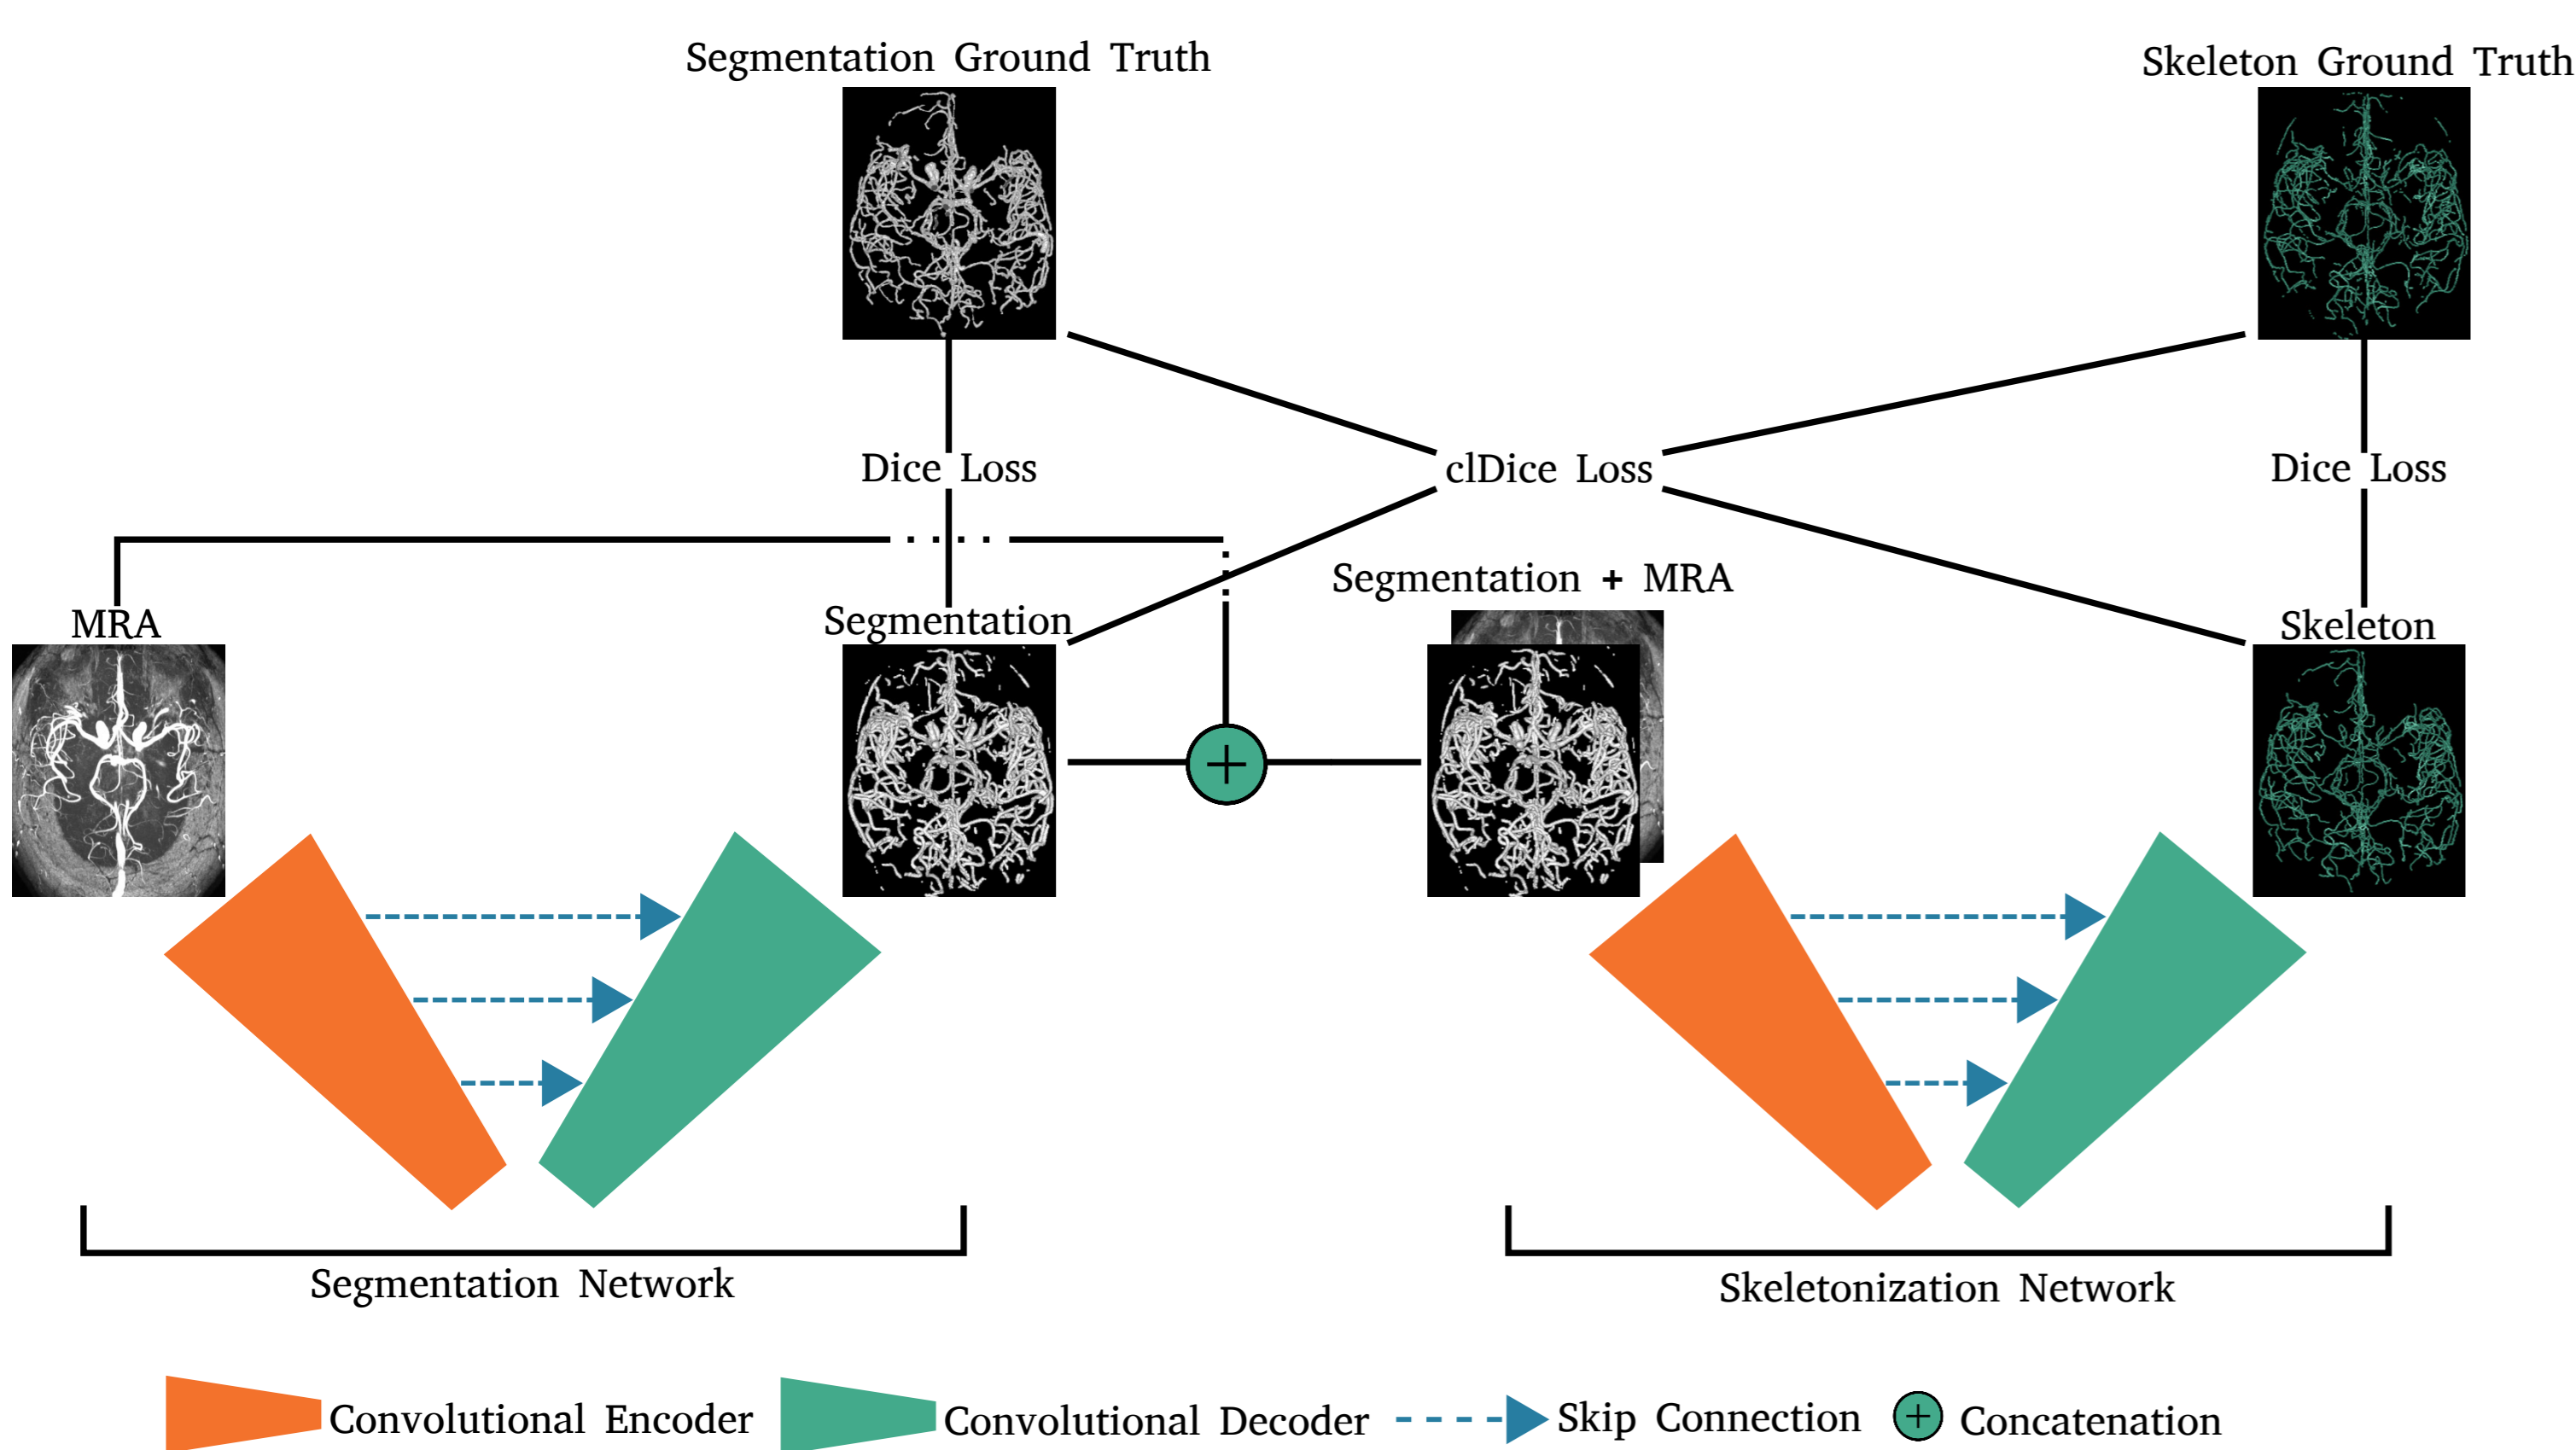 Segmentation Ground Truth
Skeleton Ground Truth
Dice Loss
clDice Loss
Dice Loss
Segmentation + MRA
MRA
Segmentation
Skeleton
Segmentation Network
Skeletonization Network
Convolutional Encoder
Convolutional Decoder
Skip Connection
Concatenation